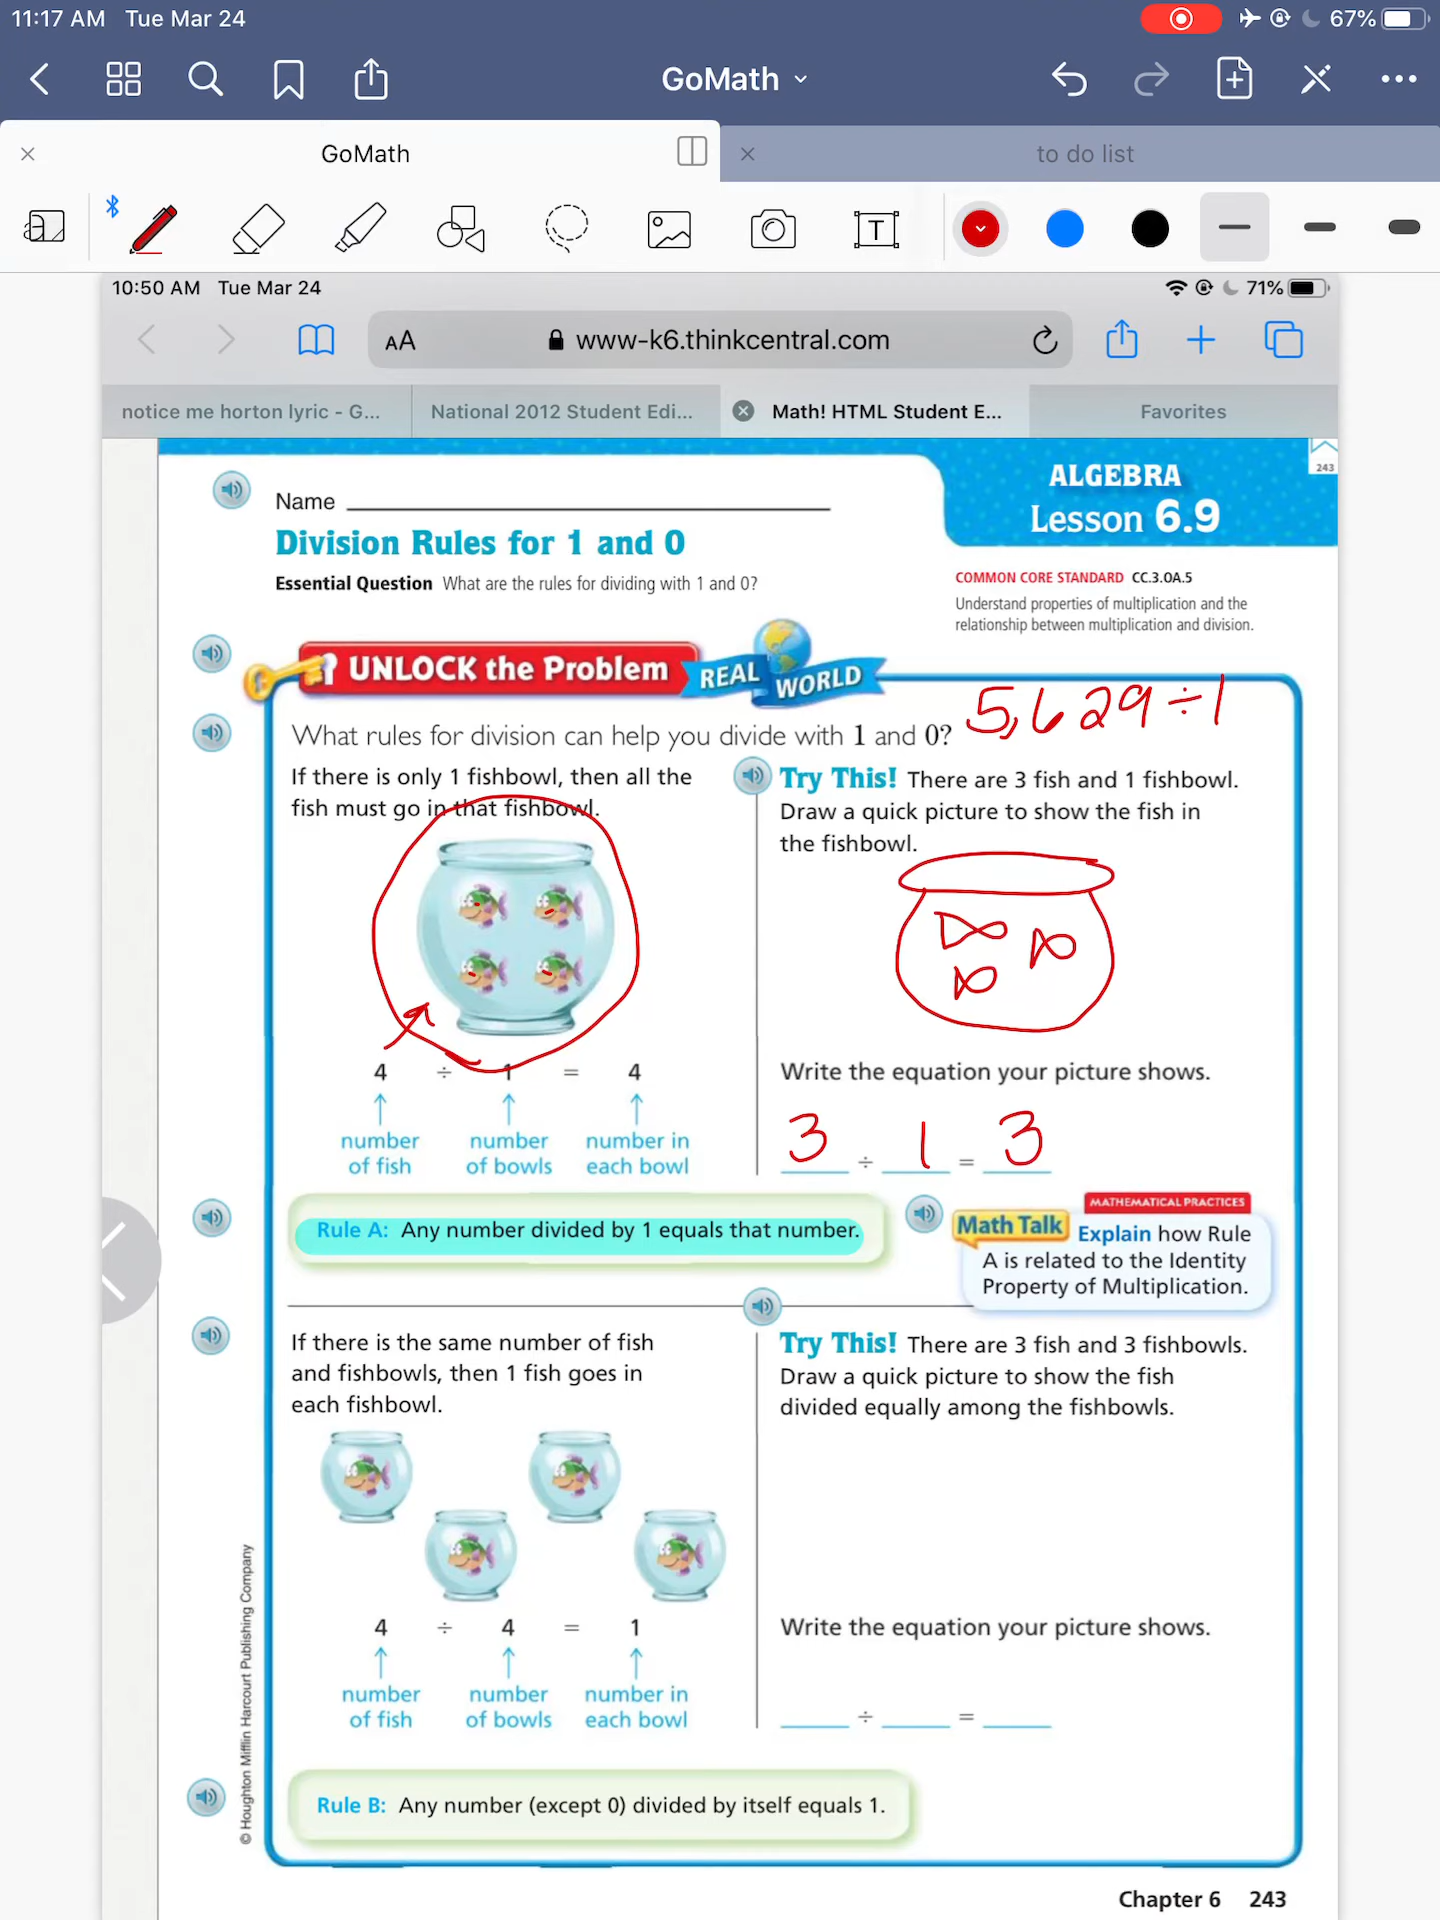 11:17 AM Tue Mar 24 67%
GoMath
GoMath to do list
10:50 AM Tue Mar 24 71%
AA www-k6.thinkcentral.com
notice me horton lyric - G... National 2012 Student Edi... Math! HTML Student E... Favorites
243
ALGEBRA
Lesson 6.9
Name
Division Rules for 1 and 0
Essential Question What are the rules for dividing with 1 and 0?
COMMON CORE STANDARD CC.3.OA.5
Understand properties of multiplication and the
relationship between multiplication and division.
UNLOCK the Problem REAL WORLD
5,629 ÷ 1
What rules for division can help you divide with 1 and 0?
If there is only 1 fishbowl, then all the
fish must go in that fishbowl.
4 ÷ 1 = 4
number of fish
number of bowls
number in each bowl
Try This! There are 3 fish and 1 fishbowl.
Draw a quick picture to show the fish in
the fishbowl.
Write the equation your picture shows.
3 ÷ 1 = 3
Rule A: Any number divided by 1 equals that number.
MATHEMATICAL PRACTICES
Math Talk Explain how Rule
A is related to the Identity
Property of Multiplication.
If there is the same number of fish
and fishbowls, then 1 fish goes in
each fishbowl.
4 ÷ 4 = 1
number of fish
number of bowls
number in each bowl
Try This! There are 3 fish and 3 fishbowls.
Draw a quick picture to show the fish
divided equally among the fishbowls.
Write the equation your picture shows.
÷ =
Rule B: Any number (except 0) divided by itself equals 1.
© Houghton Mifflin Harcourt Publishing Company
Chapter 6 243